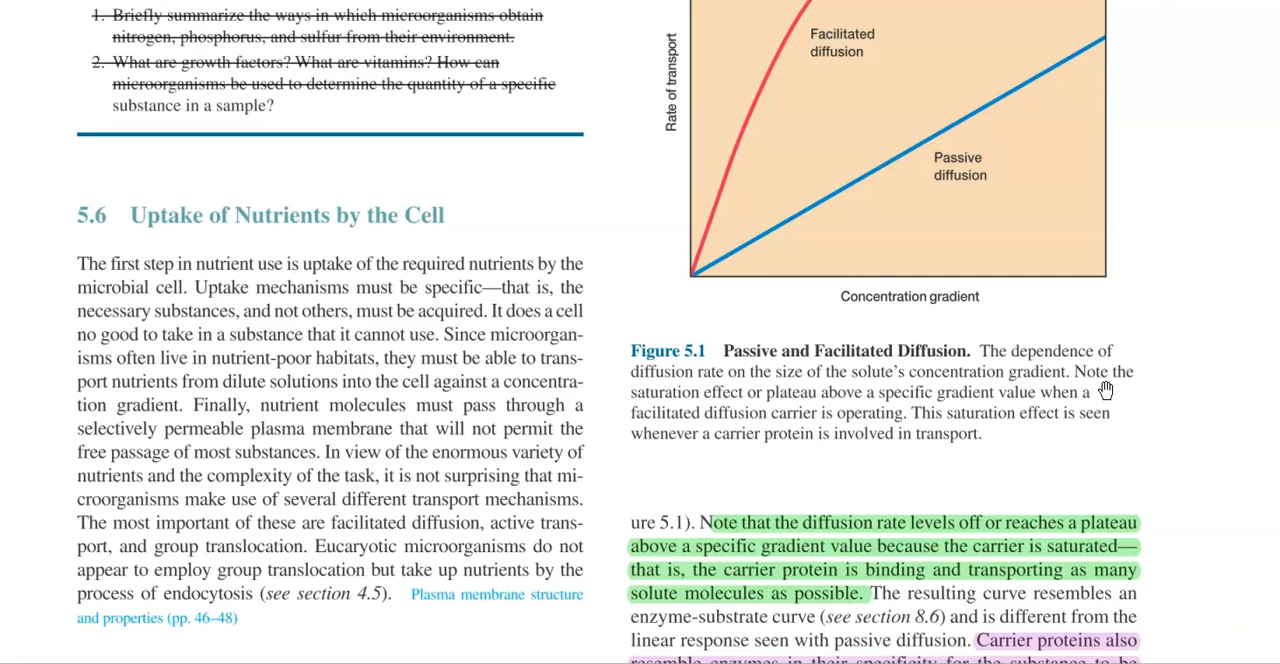 1. Briefly summarize the ways in which microorganisms obtain
nitrogen, phosphorus, and sulfur from their environment.
2. What are growth factors? What are vitamins? How can
microorganisms be used to determine the quantity of a specific
substance in a sample?
5.6 Uptake of Nutrients by the Cell
The first step in nutrient use is uptake of the required nutrients by the
microbial cell. Uptake mechanisms must be specific—that is, the
necessary substances, and not others, must be acquired. It does a cell
no good to take in a substance that it cannot use. Since microorgan-
isms often live in nutrient-poor habitats, they must be able to trans-
port nutrients from dilute solutions into the cell against a concentra-
tion gradient. Finally, nutrient molecules must pass through a
selectively permeable plasma membrane that will not permit the
free passage of most substances. In view of the enormous variety of
nutrients and the complexity of the task, it is not surprising that mi-
croorganisms make use of several different transport mechanisms.
The most important of these are facilitated diffusion, active trans-
port, and group translocation. Eucaryotic microorganisms do not
appear to employ group translocation but take up nutrients by the
process of endocytosis (see section 4.5). Plasma membrane structure
and properties (pp. 46–48)
Rate of transport
Facilitated
diffusion
Passive
diffusion
Concentration gradient
Figure 5.1 Passive and Facilitated Diffusion. The dependence of
diffusion rate on the size of the solute's concentration gradient. Note the
saturation effect or plateau above a specific gradient value when a
facilitated diffusion carrier is operating. This saturation effect is seen
whenever a carrier protein is involved in transport.
ure 5.1). Note that the diffusion rate levels off or reaches a plateau
above a specific gradient value because the carrier is saturated—
that is, the carrier protein is binding and transporting as many
solute molecules as possible. The resulting curve resembles an
enzyme-substrate curve (see section 8.6) and is different from the
linear response seen with passive diffusion. Carrier proteins also
resemble enzymes in their specificity for the substance to be